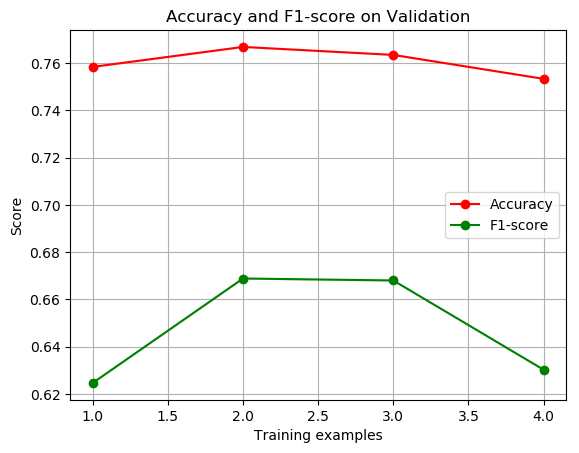 Accuracy and F1-score on Validation
0.76
0.74
0.72
0.70
0.68
0.66
0.64
0.62
Score
Accuracy
F1-score
1.0 1.5 2.0 2.5 3.0 3.5 4.0
Training examples